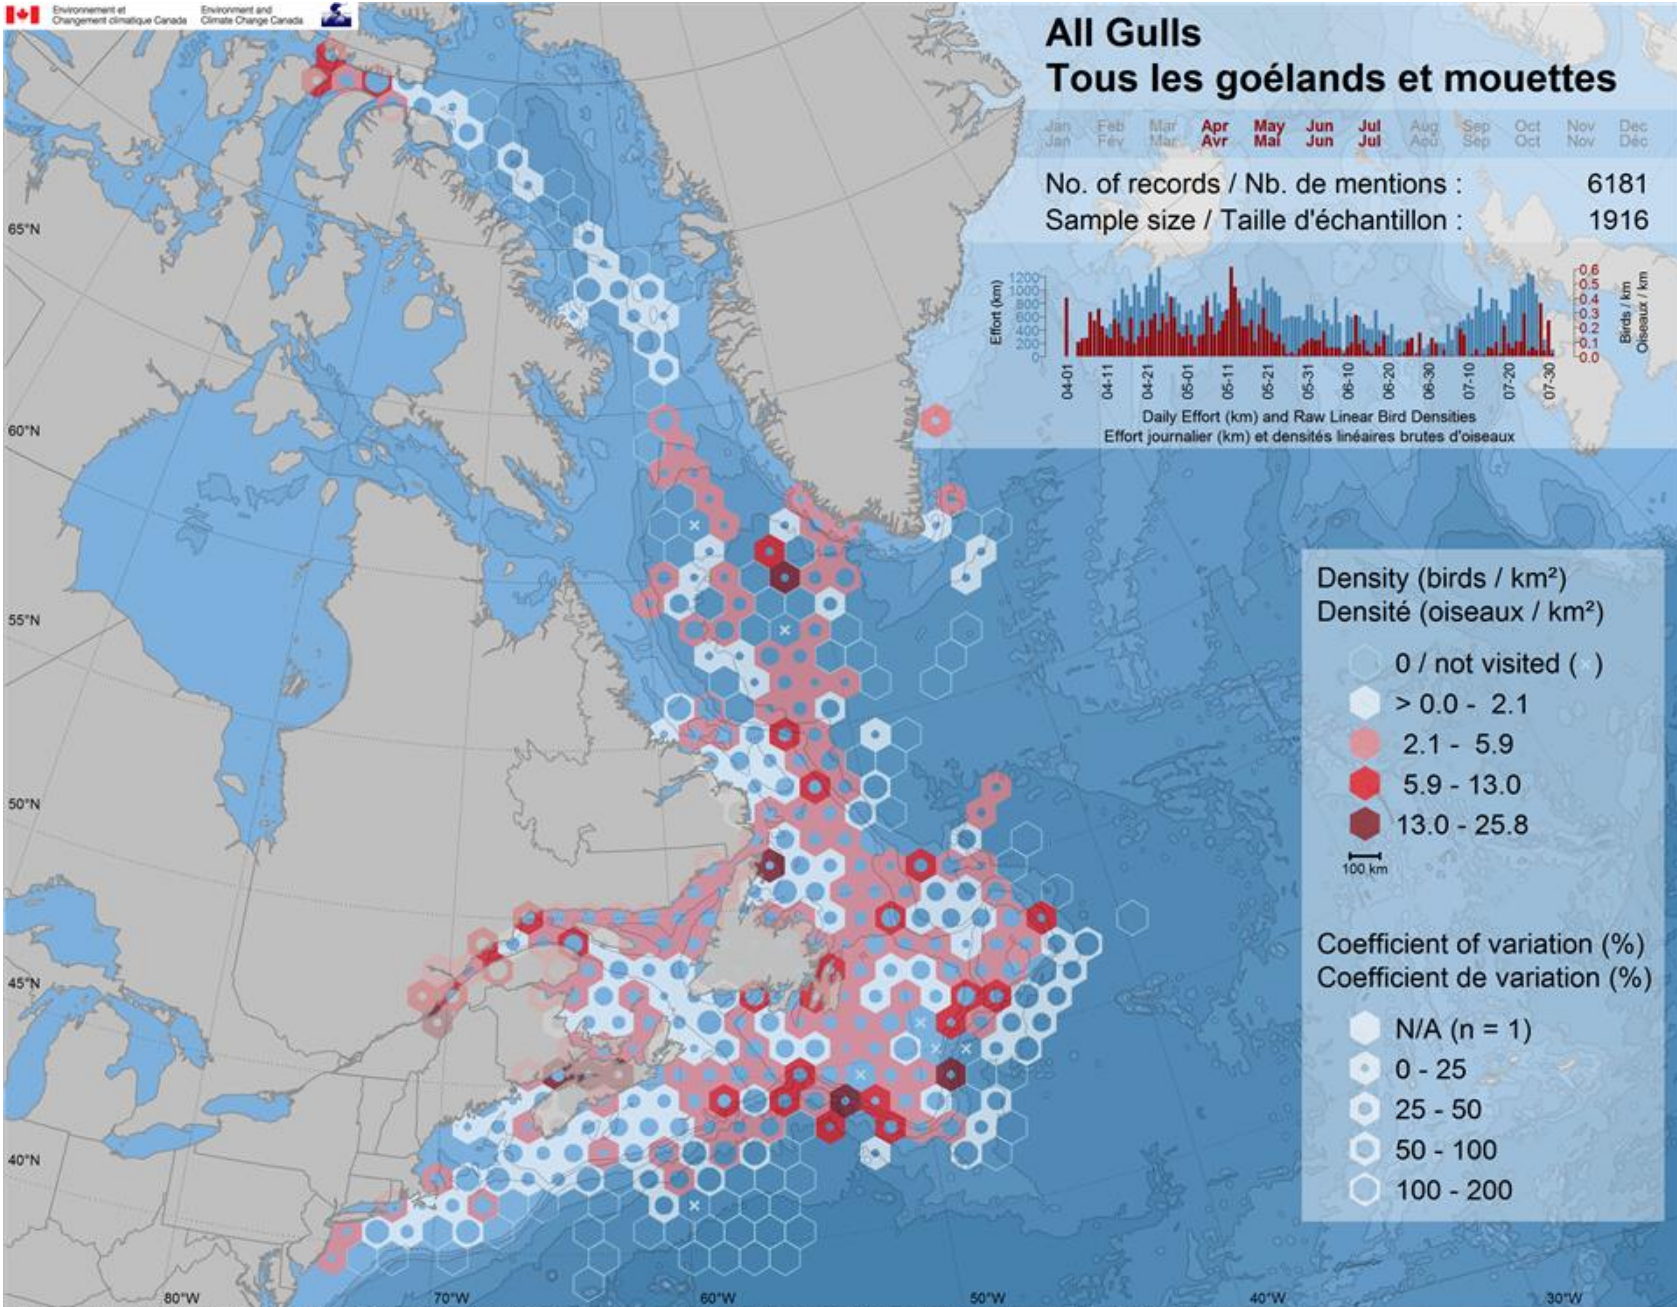 Environnement et
Changement climatique Canada
Environment and
Climate Change Canada
All Gulls
Tous les goélands et mouettes
Jan Feb Mar Apr May Jun Jul Aug Sep Oct Nov Dec
Jan Fév Mar Avr Mai Jun Jul Aoû Sep Oct Nov Déc
No. of records / Nb. de mentions : 6181
Sample size / Taille d'échantillon : 1916
Effort (km)
1200
1000
800
600
400
200
0
0.6
0.5
0.4
0.3
0.2
0.1
0.0
Birds / km
Oiseaux / km
04-01 04-11 04-21 05-01 05-11 05-21 05-31 06-10 06-20 06-30 07-10 07-20 07-30
Daily Effort (km) and Raw Linear Bird Densities
Effort journalier (km) et densités linéaires brutes d'oiseaux
65°N
60°N
55°N
50°N
45°N
40°N
80°W 70°W 60°W 50°W 40°W 30°W
Density (birds / km²)
Densité (oiseaux / km²)
0 / not visited ( × )
> 0.0 - 2.1
2.1 - 5.9
5.9 - 13.0
13.0 - 25.8
100 km
Coefficient of variation (%)
Coefficient de variation (%)
N/A (n = 1)
0 - 25
25 - 50
50 - 100
100 - 200